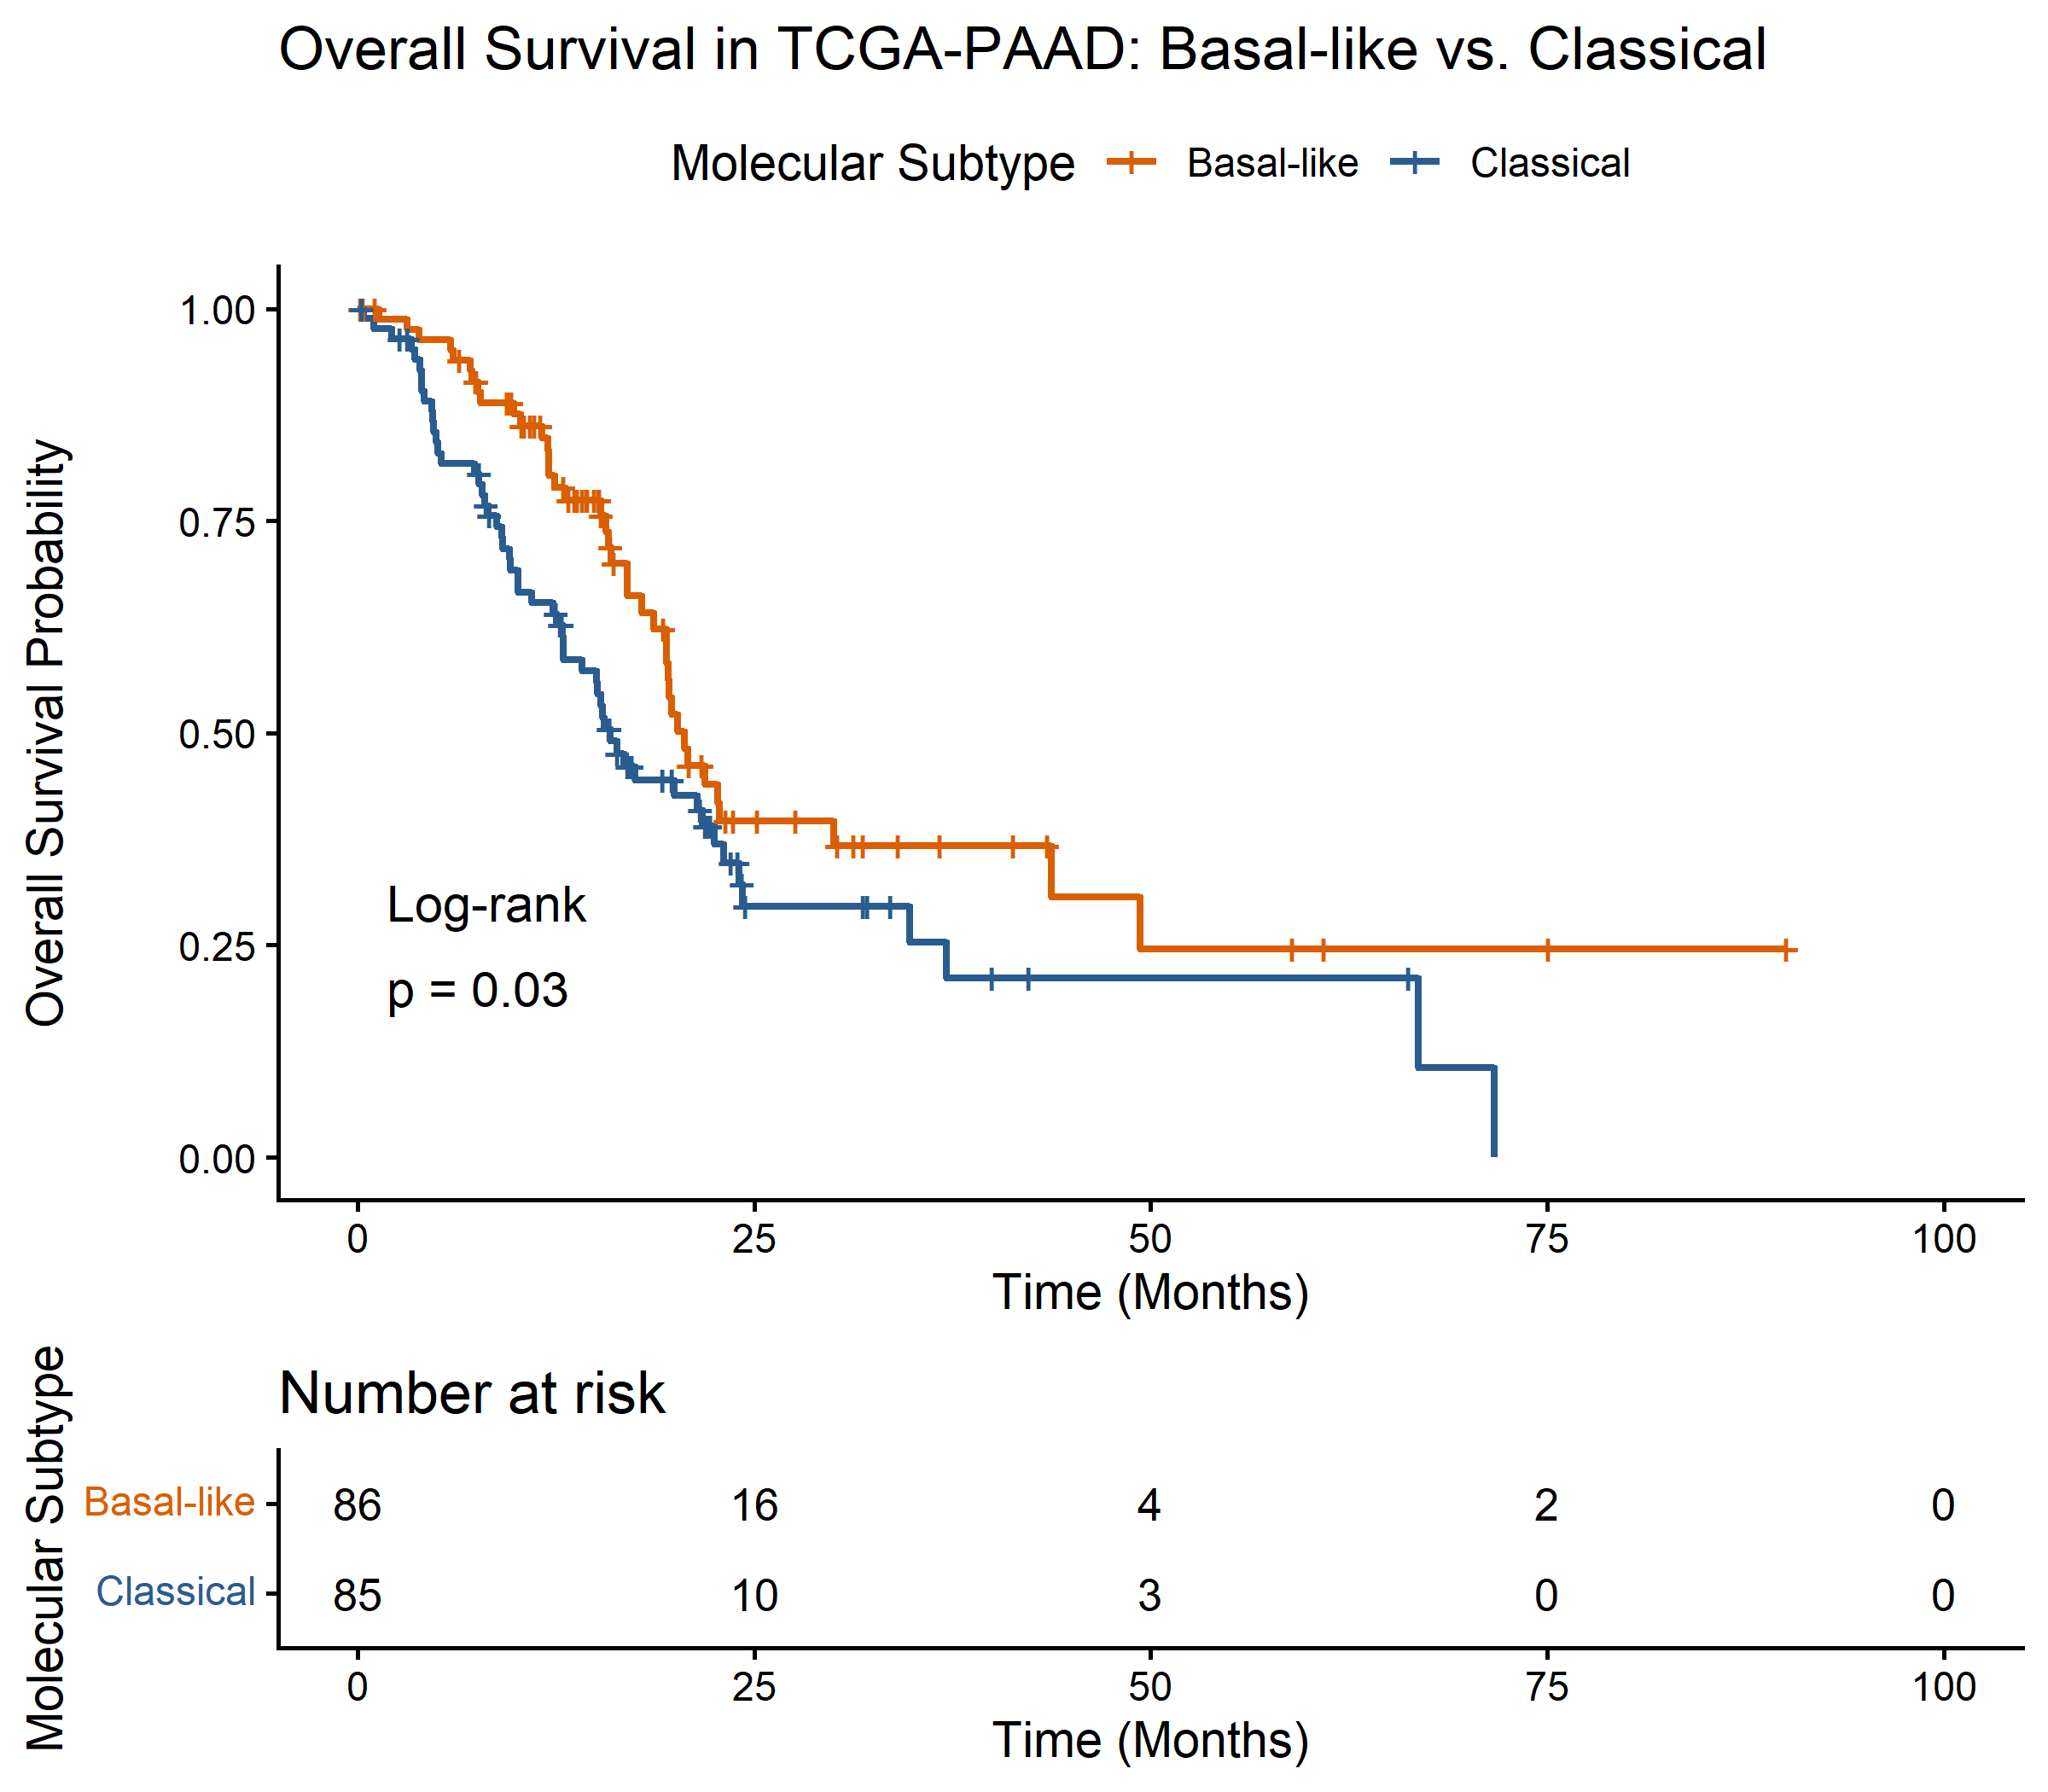 Overall Survival in TCGA-PAAD: Basal-like vs. Classical
Molecular Subtype Basal-like Classical
Overall Survival Probability
1.00
0.75
0.50
0.25
0.00
Log-rank
p = 0.03
0 25 50 75 100
Time (Months)
Number at risk
Molecular Subtype
Basal-like 86 16 4 2 0
Classical 85 10 3 0 0
0 25 50 75 100
Time (Months)